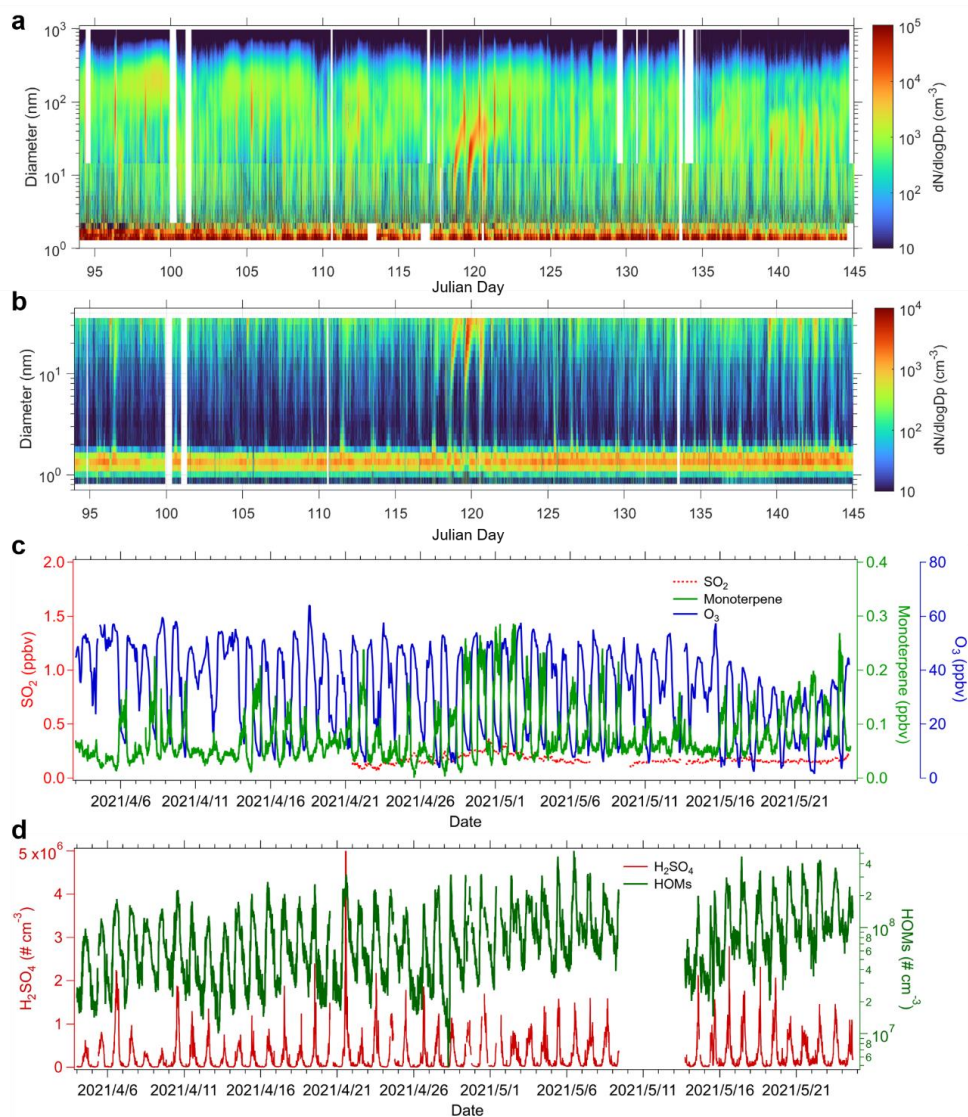 a
Diameter (nm)
10³
10²
10¹
10⁰
95 100 105 110 115 120 125 130 135 140 145
Julian Day
10⁵
10⁴
10³
10²
10
dN/dlogDp (cm⁻³)
b
Diameter (nm)
10¹
10⁰
95 100 105 110 115 120 125 130 135 140 145
Julian Day
10⁴
10³
10²
10
dN/dlogDp (cm⁻³)
c
SO₂ (ppbv)
2.0
1.5
1.0
0.5
0.0
SO₂
Monoterpene
O₃
0.4
0.3
0.2
0.1
0.0
Monoterpene (ppbv)
80
60
40
20
0
O₃ (ppbv)
2021/4/6 2021/4/11 2021/4/16 2021/4/21 2021/4/26 2021/5/1 2021/5/6 2021/5/11 2021/5/16 2021/5/21
Date
d
H₂SO₄ (# cm⁻³)
5 x10⁶
4
3
2
1
0
H₂SO₄
HOMs
4
2
10⁸
8
6
4
2
10⁷
8
6
HOMs (# cm⁻³)
2021/4/6 2021/4/11 2021/4/16 2021/4/21 2021/4/26 2021/5/1 2021/5/6 2021/5/11 2021/5/16 2021/5/21
Date